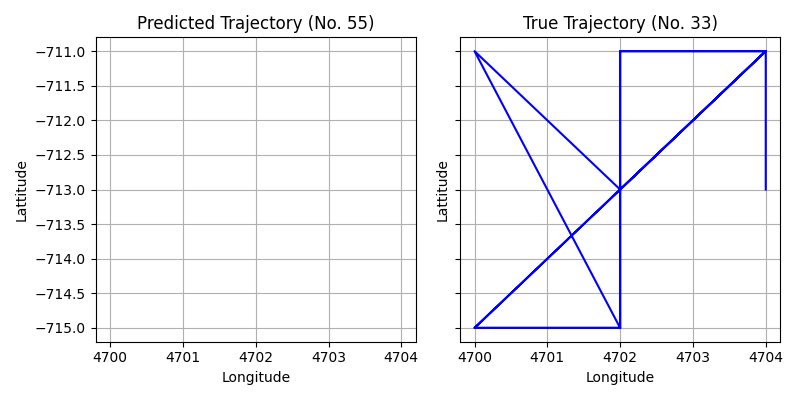 Predicted Trajectory (No. 55)
True Trajectory (No. 33)
−711.0
−711.5
−712.0
−712.5
−713.0
−713.5
−714.0
−714.5
−715.0
Lattitude
Lattitude
4700 4701 4702 4703 4704
4700 4701 4702 4703 4704
Longitude
Longitude